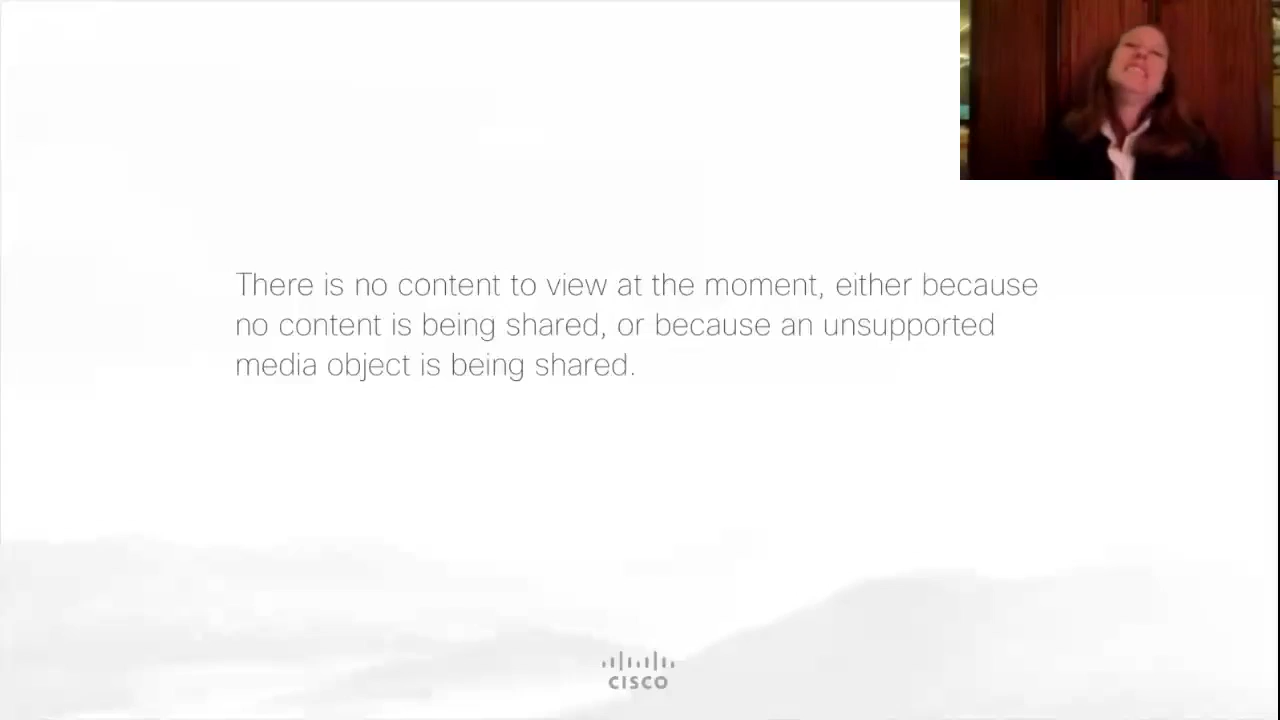 There is no content to view at the moment, either because
no content is being shared, or because an unsupported
media object is being shared.
CISCO